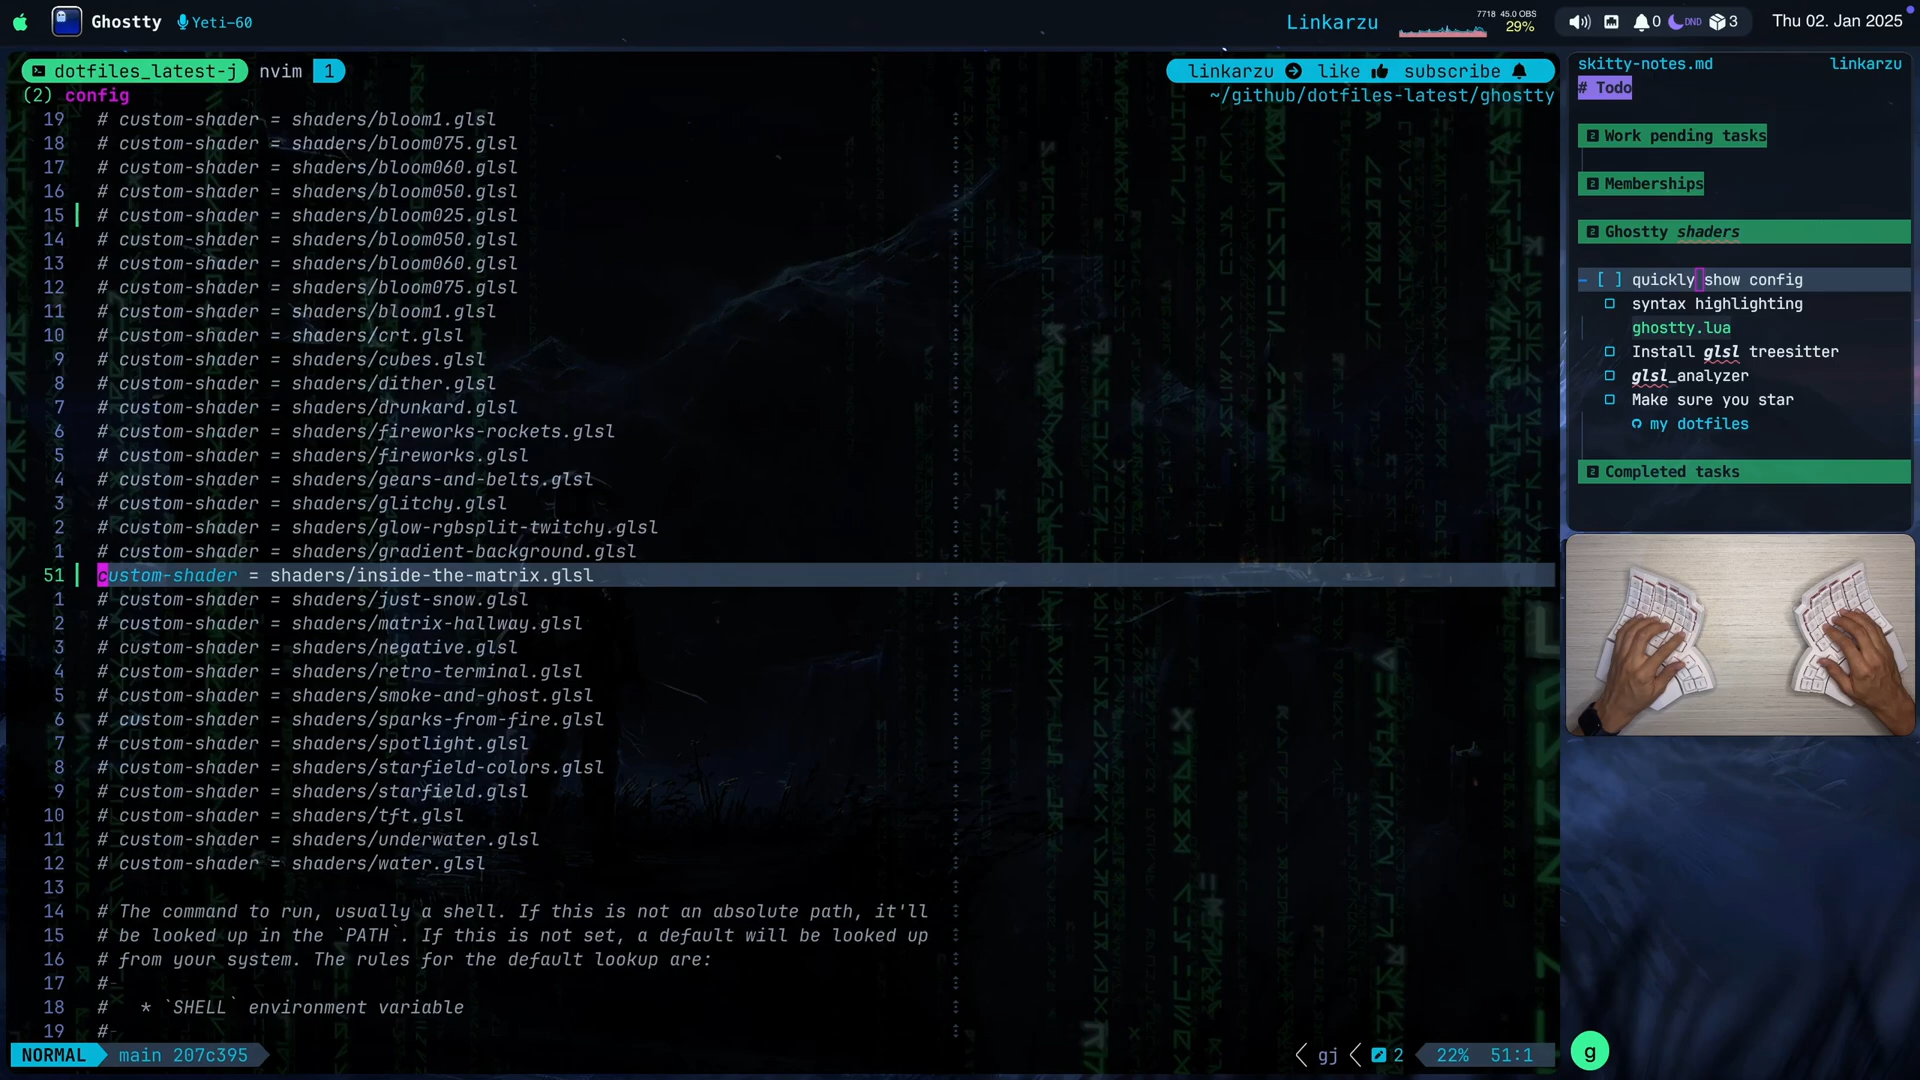 Ghostty Yeti-60
Linkarzu 7718 45.0 OBS 29% 0 DND 3 Thu 02. Jan 2025
dotfiles_latest-j nvim 1 linkarzu like subscribe
(2) config ~/github/dotfiles-latest/ghostty
19 # custom-shader = shaders/bloom1.glsl
18 # custom-shader = shaders/bloom075.glsl
17 # custom-shader = shaders/bloom060.glsl
16 # custom-shader = shaders/bloom050.glsl
15 # custom-shader = shaders/bloom025.glsl
14 # custom-shader = shaders/bloom050.glsl
13 # custom-shader = shaders/bloom060.glsl
12 # custom-shader = shaders/bloom075.glsl
11 # custom-shader = shaders/bloom1.glsl
10 # custom-shader = shaders/crt.glsl
9 # custom-shader = shaders/cubes.glsl
8 # custom-shader = shaders/dither.glsl
7 # custom-shader = shaders/drunkard.glsl
6 # custom-shader = shaders/fireworks-rockets.glsl
5 # custom-shader = shaders/fireworks.glsl
4 # custom-shader = shaders/gears-and-belts.glsl
3 # custom-shader = shaders/glitchy.glsl
2 # custom-shader = shaders/glow-rgbsplit-twitchy.glsl
1 # custom-shader = shaders/gradient-background.glsl
51 custom-shader = shaders/inside-the-matrix.glsl
1 # custom-shader = shaders/just-snow.glsl
2 # custom-shader = shaders/matrix-hallway.glsl
3 # custom-shader = shaders/negative.glsl
4 # custom-shader = shaders/retro-terminal.glsl
5 # custom-shader = shaders/smoke-and-ghost.glsl
6 # custom-shader = shaders/sparks-from-fire.glsl
7 # custom-shader = shaders/spotlight.glsl
8 # custom-shader = shaders/starfield-colors.glsl
9 # custom-shader = shaders/starfield.glsl
10 # custom-shader = shaders/tft.glsl
11 # custom-shader = shaders/underwater.glsl
12 # custom-shader = shaders/water.glsl
13
14 # The command to run, usually a shell. If this is not an absolute path, it'll
15 # be looked up in the `PATH`. If this is not set, a default will be looked up
16 # from your system. The rules for the default lookup are:
17 #-
18 #   * `SHELL` environment variable
19 #-
NORMAL main 207c395 gj 2 22% 51:1
skitty-notes.md linkarzu
# Todo
2 Work pending tasks
2 Memberships
2 Ghostty shaders
- [ ] quickly show config
syntax highlighting
ghostty.lua
Install glsl treesitter
glsl_analyzer
Make sure you star
my dotfiles
2 Completed tasks
g